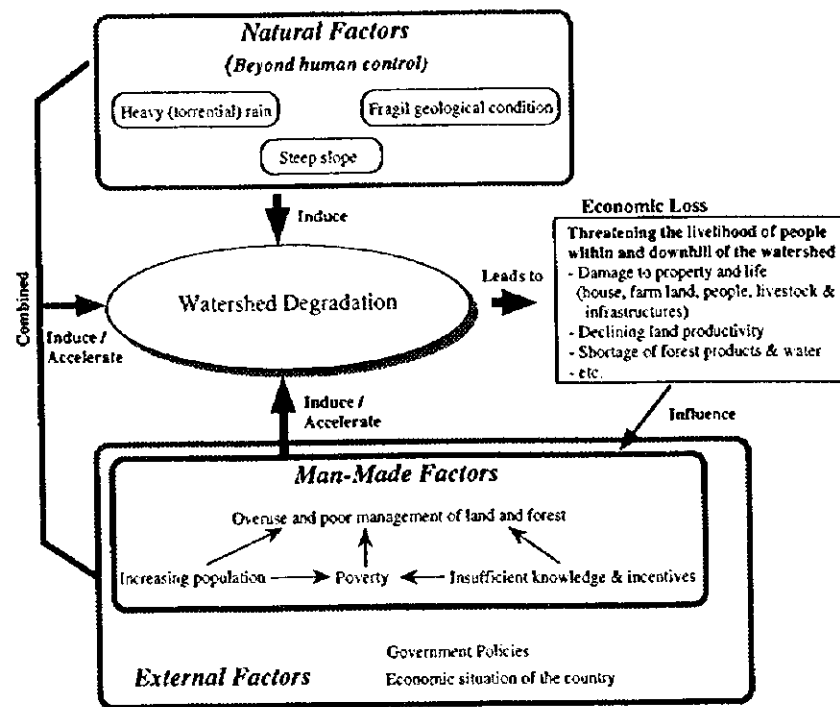 Natural Factors
(Beyond human control)
Heavy (torrential) rain
Fragil geological condition
Steep slope
Induce
Economic Loss
Threatening the livelihood of people
within and downhill of the watershed
- Damage to property and life
(house, farm land, people, livestock &
infrastructures)
- Declining land productivity
- Shortage of forest products & water
- etc.
Leads to
Watershed Degradation
Combined
Induce /
Accelerate
Induce /
Accelerate
Influence
Man-Made Factors
Overuse and poor management of land and forest
Increasing population
Poverty
Insufficient knowledge & incentives
Government Policies
External Factors
Economic situation of the country